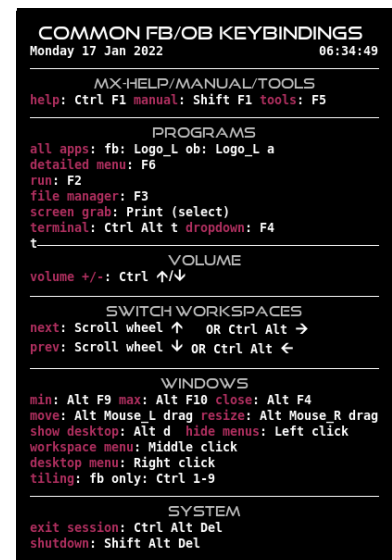 COMMON FB/OB KEYBINDINGS
Monday 17 Jan 2022 06:34:49
MX-HELP/MANUAL/TOOLS
help: Ctrl F1 manual: Shift F1 tools: F5
PROGRAMS
all apps: fb: Logo_L ob: Logo_L a
detailed menu: F6
run: F2
file manager: F3
screen grab: Print (select)
terminal: Ctrl Alt t dropdown: F4
t
VOLUME
volume +/-: Ctrl ↑/↓
SWITCH WORKSPACES
next: Scroll wheel ↑ OR Ctrl Alt →
prev: Scroll wheel ↓ OR Ctrl Alt ←
WINDOWS
min: Alt F9 max: Alt F10 close: Alt F4
move: Alt Mouse_L drag resize: Alt Mouse_R drag
show desktop: Alt d hide menus: Left click
workspace menu: Middle click
desktop menu: Right click
tiling: fb only: Ctrl 1-9
SYSTEM
exit session: Ctrl Alt Del
shutdown: Shift Alt Del